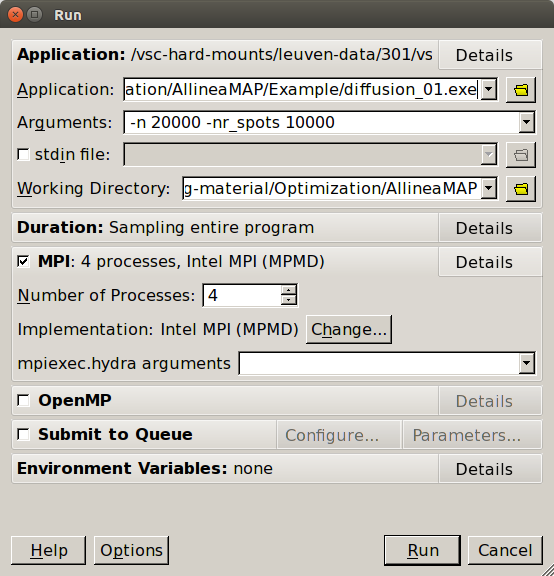 Run
Application: /vsc-hard-mounts/leuven-data/301/vs Details
Application: ation/AllineaMAP/Example/diffusion_01.exe
Arguments: -n 20000 -nr_spots 10000
stdin file:
Working Directory: g-material/Optimization/AllineaMAP
Duration: Sampling entire program Details
MPI: 4 processes, Intel MPI (MPMD) Details
Number of Processes: 4
Implementation: Intel MPI (MPMD) Change...
mpiexec.hydra arguments
OpenMP Details
Submit to Queue Configure... Parameters...
Environment Variables: none Details
Help Options Run Cancel